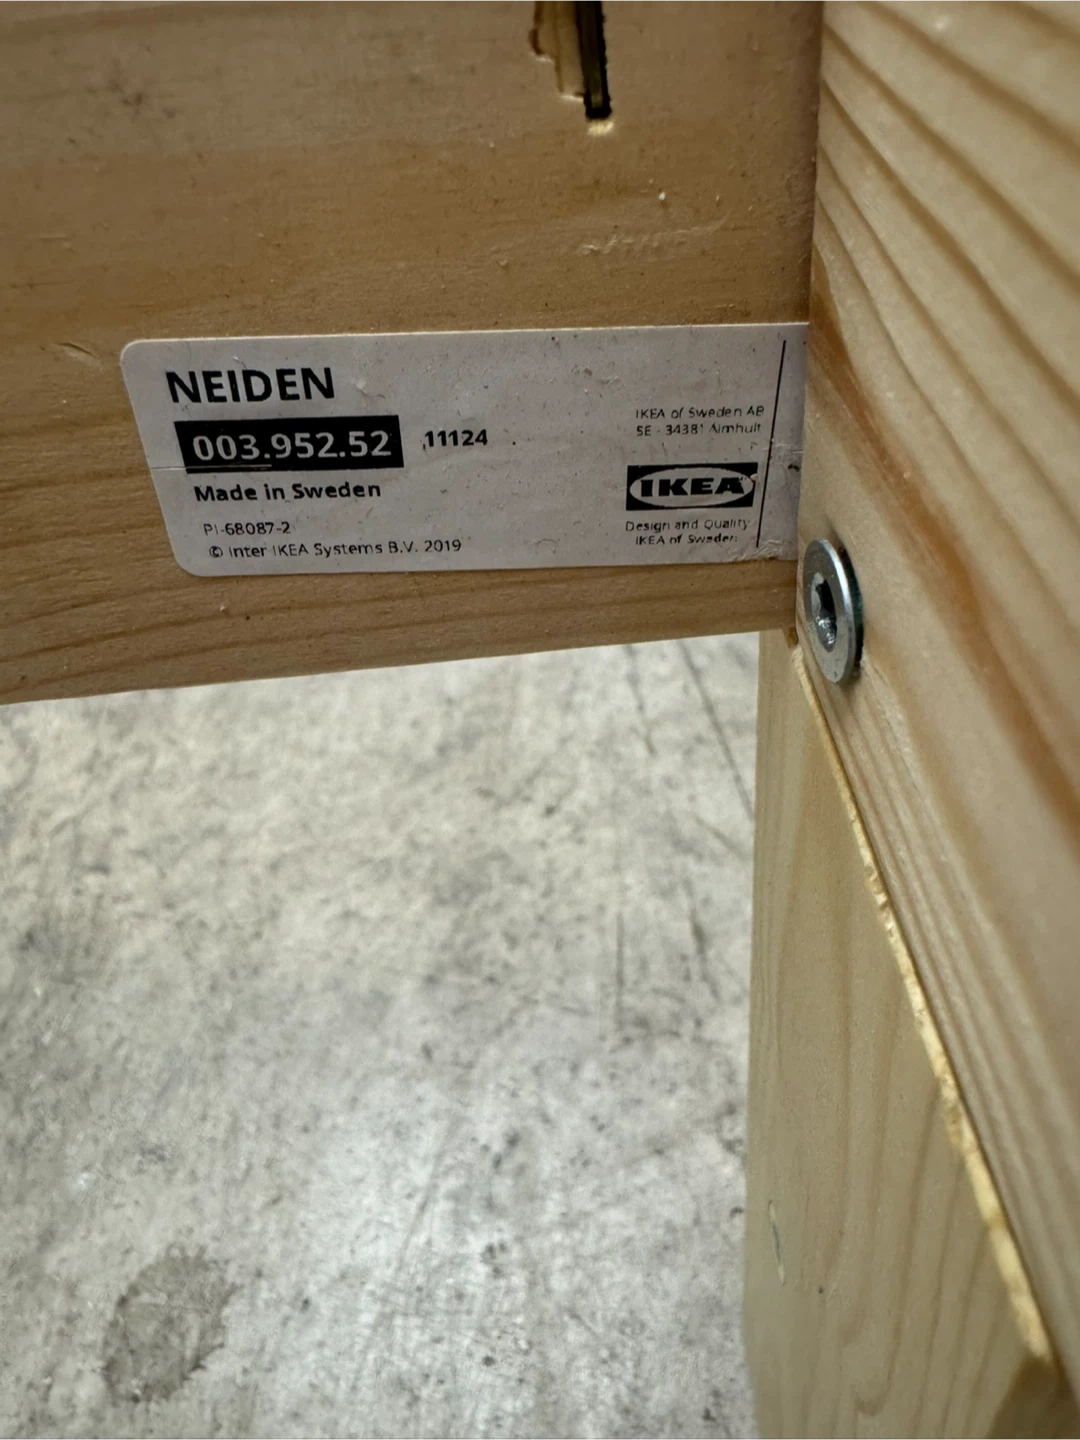 NEIDEN
003.952.52 11124
Made in Sweden
PI-68087-2
© Inter IKEA Systems B.V. 2019
IKEA of Sweden AB
SE - 34381 Älmhult
IKEA
Design and Quality
IKEA of Sweden